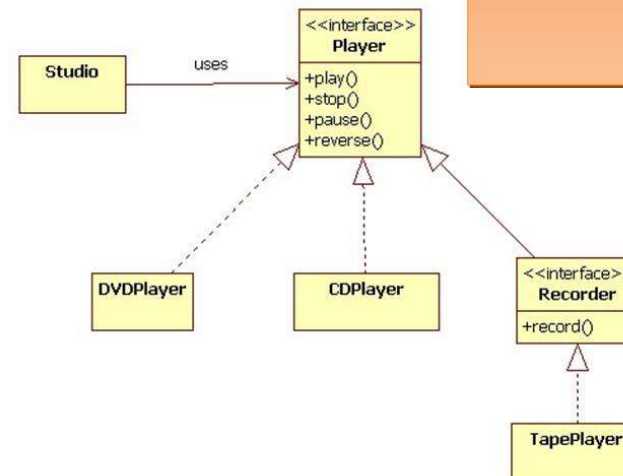 <<interface>>
Player
+play()
+stop()
+pause()
+reverse()
Studio
uses
DVDPlayer
CDPlayer
<<interface>
Recorder
+record()
TapePlayer